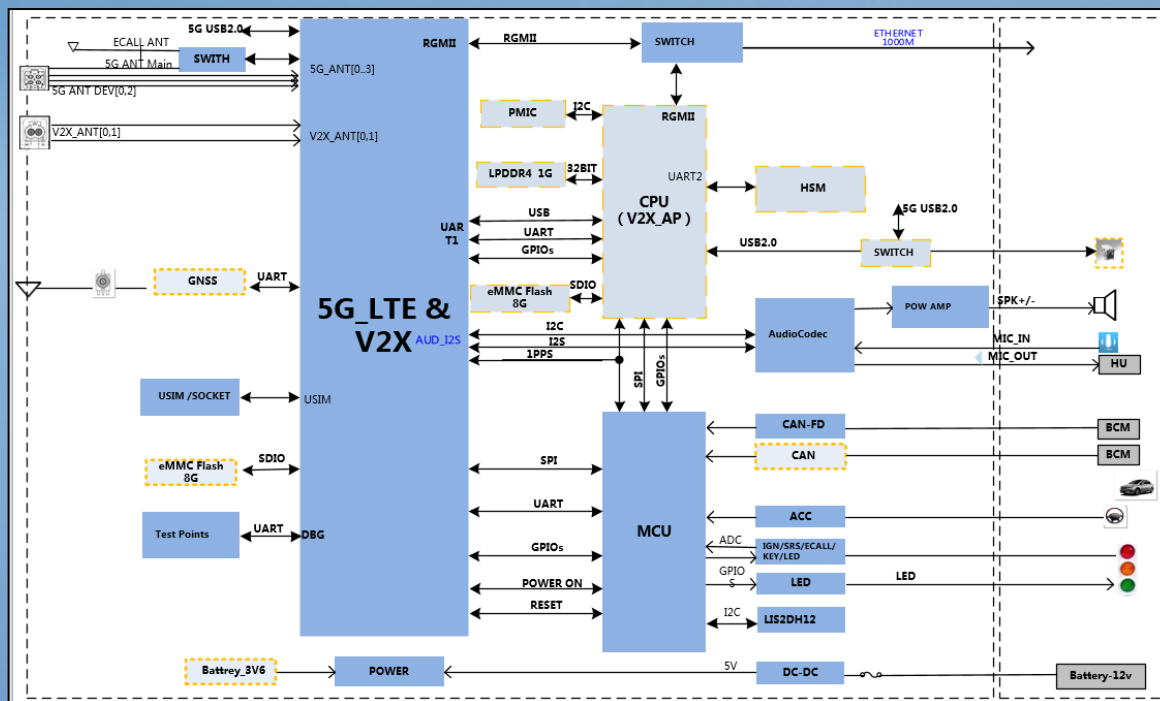 5G USB2.0
ECALL ANT
SWITH
5G ANT Main
5G_ANT[0..3]
5G ANT DEV[0,2]
V2X_ANT[0,1]
V2X_ANT[0,1]
RGMII
RGMII
SWITCH
ETHERNET
1000M
PMIC
I2C
RGMII
LPDDR4 1G
32BIT
UART2
HSM
CPU
( V2X_AP )
USB
UAR
T1
UART
GPIOs
5G USB2.0
USB2.0
SWITCH
GNSS
UART
eMMC Flash
8G
SDIO
5G_LTE &
V2X
AUD_I2S
I2C
I2S
1PPS
AudioCodec
POW AMP
SPK+/-
MIC_IN
MIC_OUT
HU
SPI
GPIOs
USIM /SOCKET
USIM
CAN-FD
BCM
CAN
BCM
eMMC Flash
8G
SDIO
SPI
Test Points
UART
DBG
UART
MCU
ACC
GPIOs
ADC
IGN/SRS/ECALL/
KEY/LED
POWER ON
GPIO
S
LED
LED
RESET
I2C
LIS2DH12
Battrey_3V6
POWER
5V
DC-DC
Battery-12v